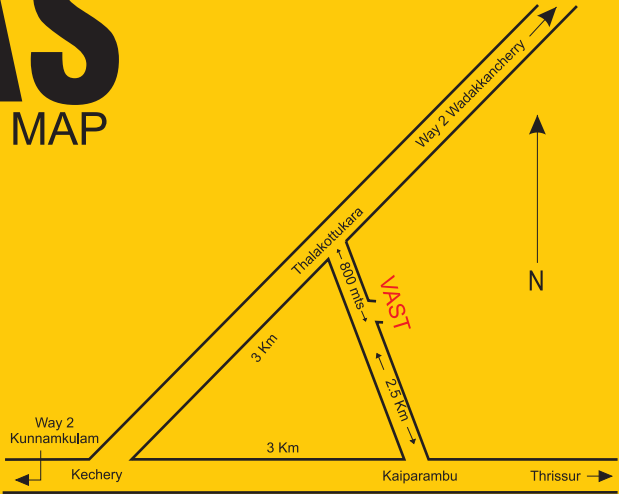 AS
MAP
Way 2 Wadakkancherry
N
Thalakottukara
800 mts
VAST
3 Km
2.5 Km
Way 2
Kunnamkulam
3 Km
Kechery
Kaiparambu
Thrissur